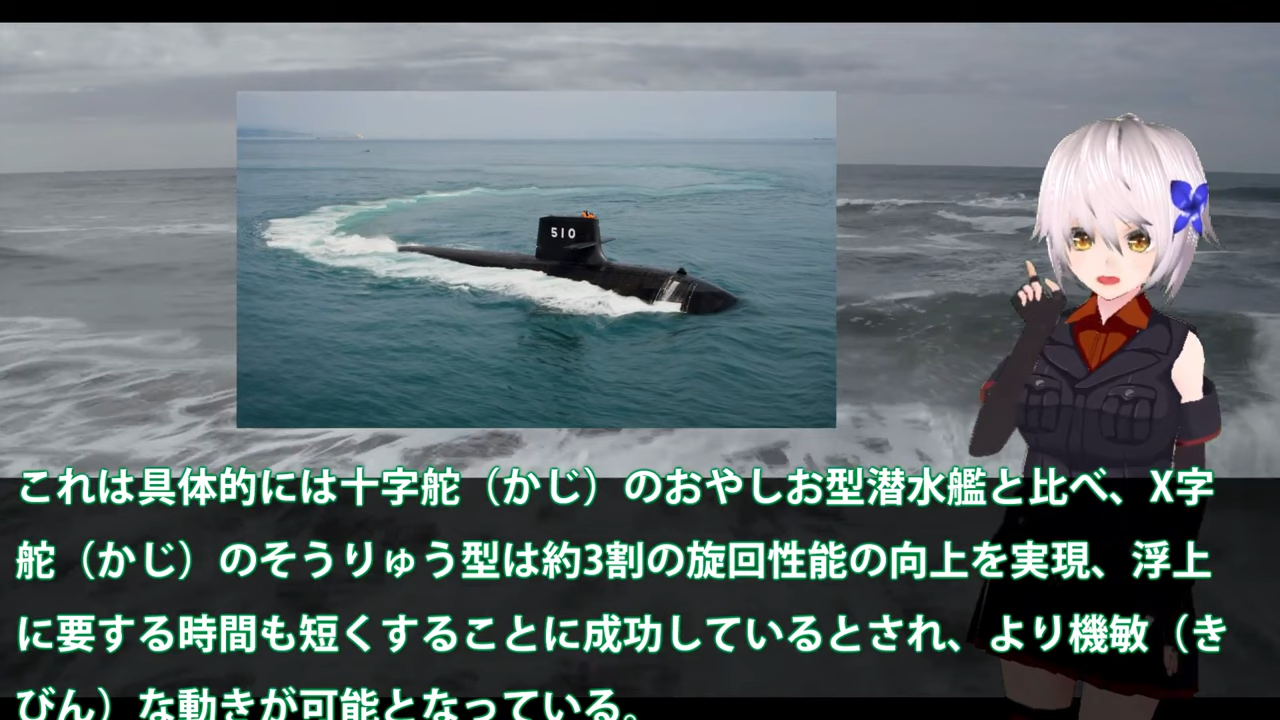 510
これは具体的には十字舵（かじ）のおやしお型潜水艦と比べ、X字
舵（かじ）のそうりゅう型は約3割の旋回性能の向上を実現、浮上
に要する時間も短くすることに成功しているとされ、より機敏（き
びん）な動きが可能となっている。